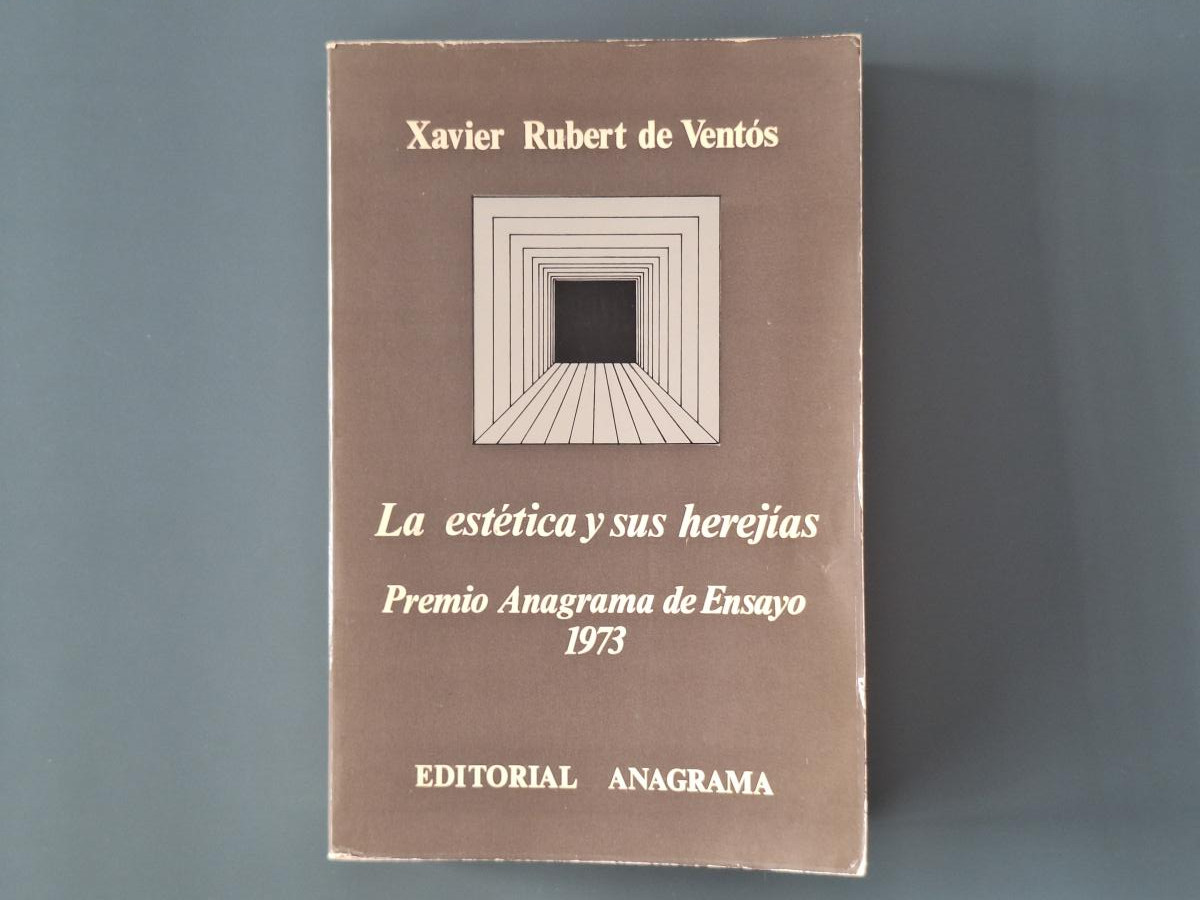 Xavier Rubert de Ventós
La estética y sus herejías
Premio Anagrama de Ensayo
1973
EDITORIAL ANAGRAMA